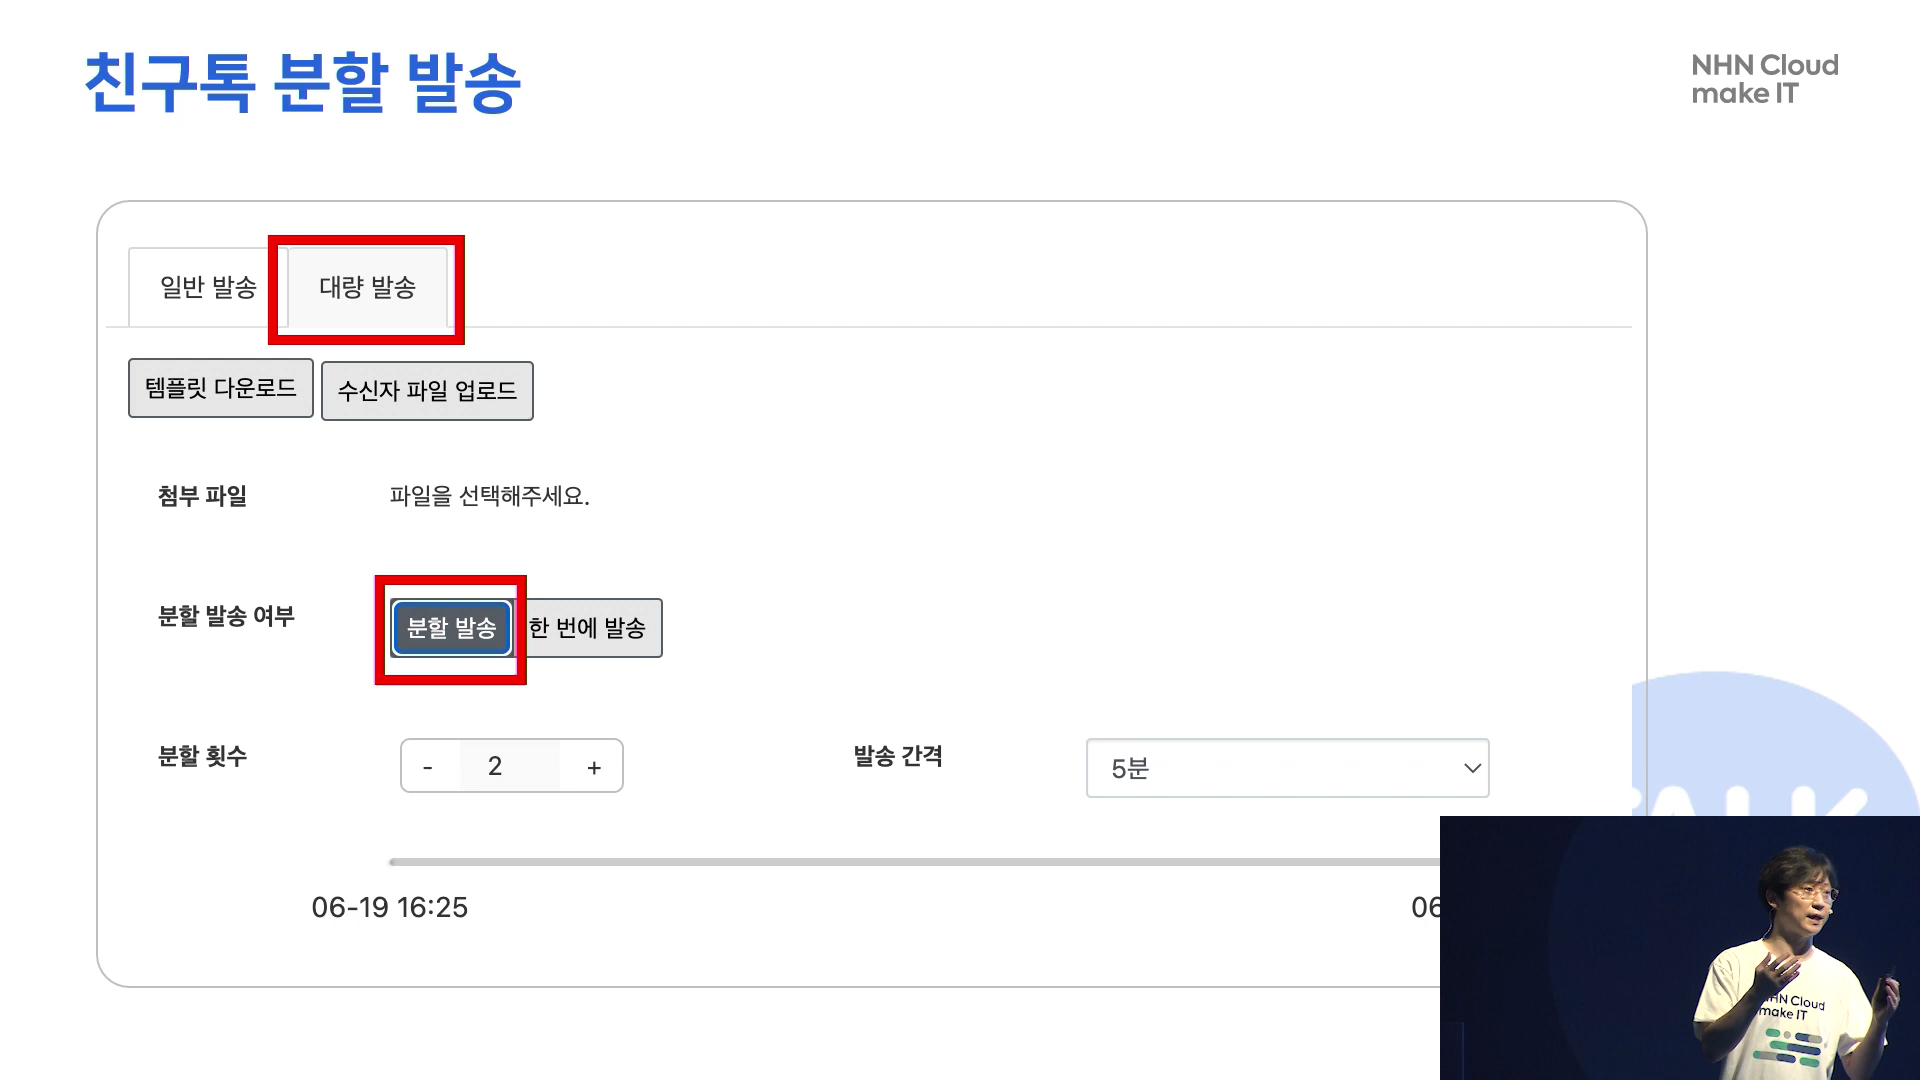 친구톡 분할 발송
NHN Cloud
make IT
일반 발송
대량 발송
템플릿 다운로드
수신자 파일 업로드
첨부 파일
파일을 선택해주세요.
분할 발송 여부
분할 발송
한 번에 발송
분할 횟수
- 2 +
발송 간격
5분
TALK
06-19 16:25
06
NHN Cloud
make IT